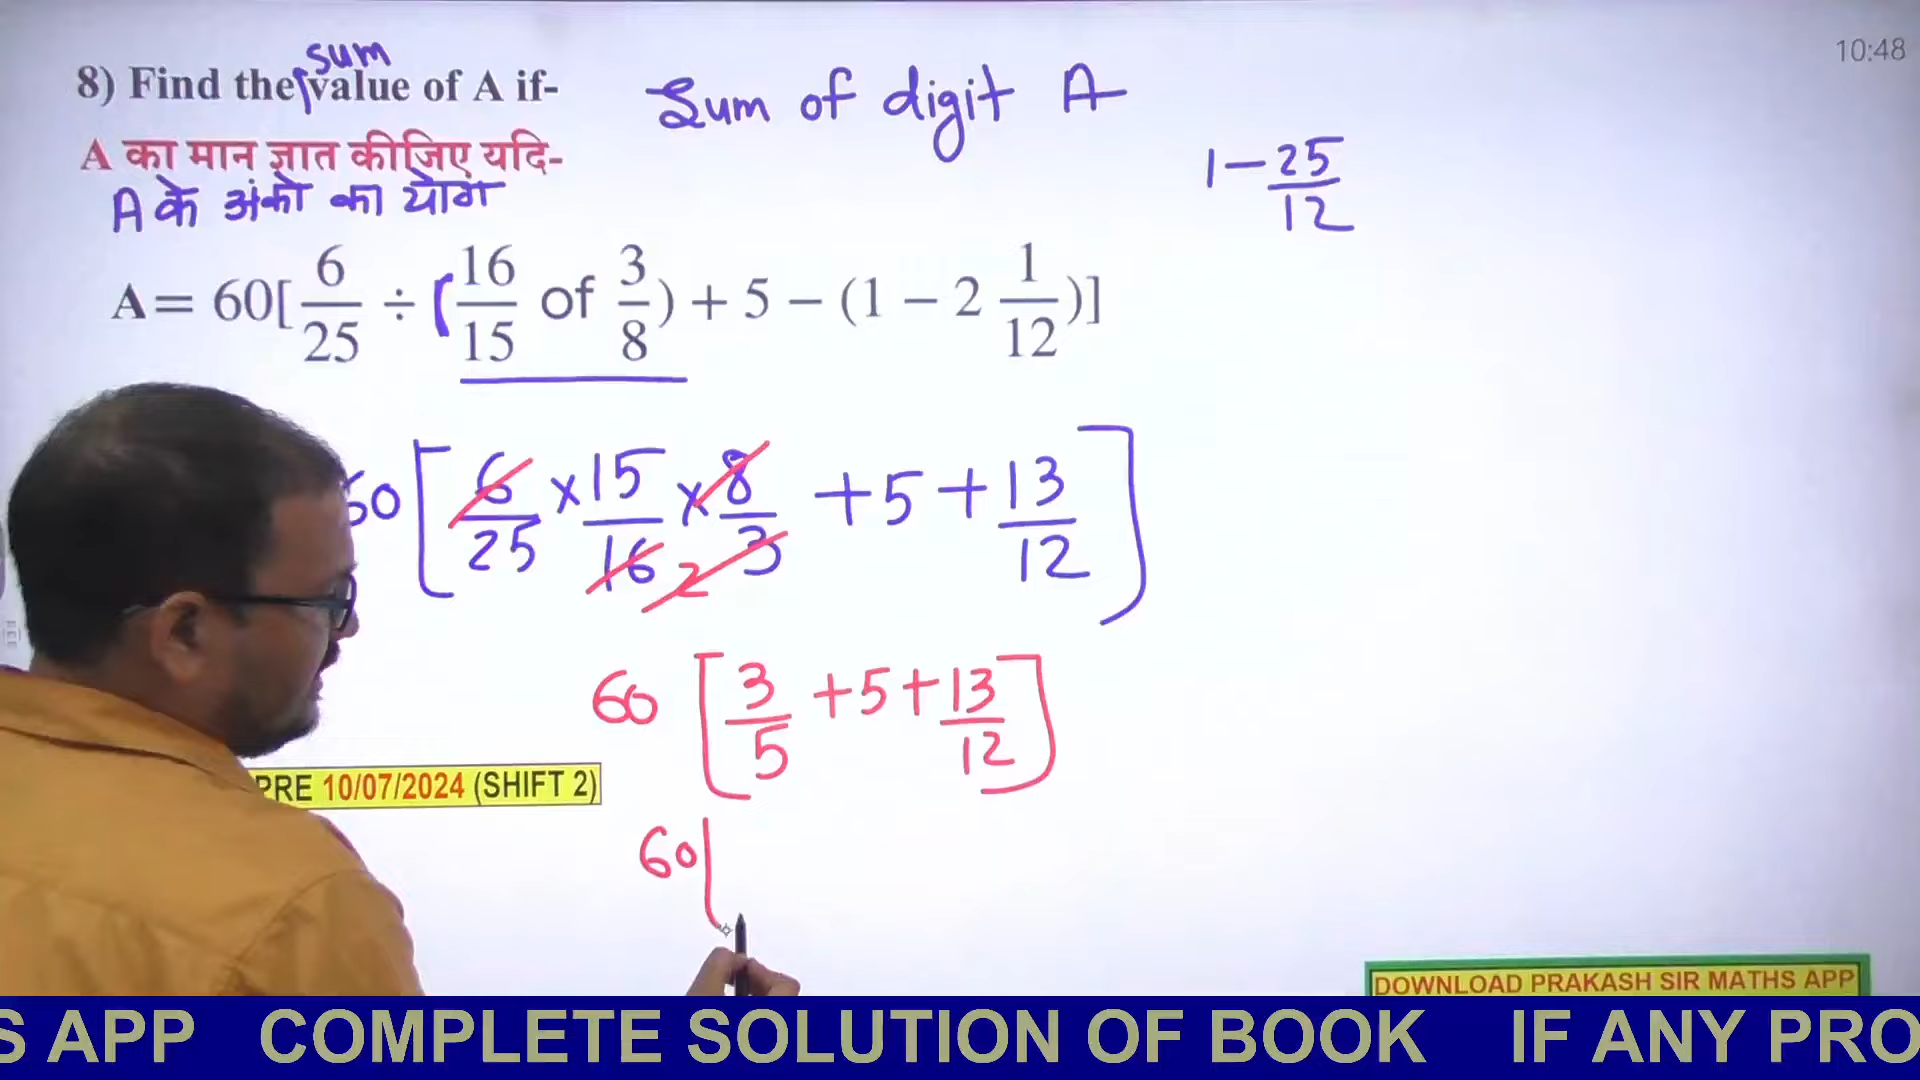 10:48
sum
8) Find the value of A if-
Sum of digit A
A का मान ज्ञात कीजिए यदि-
A के अंको का योग
1 - 25/12
A = 60[6/25 ÷ (16/15 of 3/8) + 5 − (1 − 2 1/12)]
60 [6/25 × 15/16 × 8/3 + 5 + 13/12]
2
60 [3/5 + 5 + 13/12]
PRE 10/07/2024 (SHIFT 2)
60
DOWNLOAD PRAKASH SIR MATHS APP
S APP COMPLETE SOLUTION OF BOOK IF ANY PRO